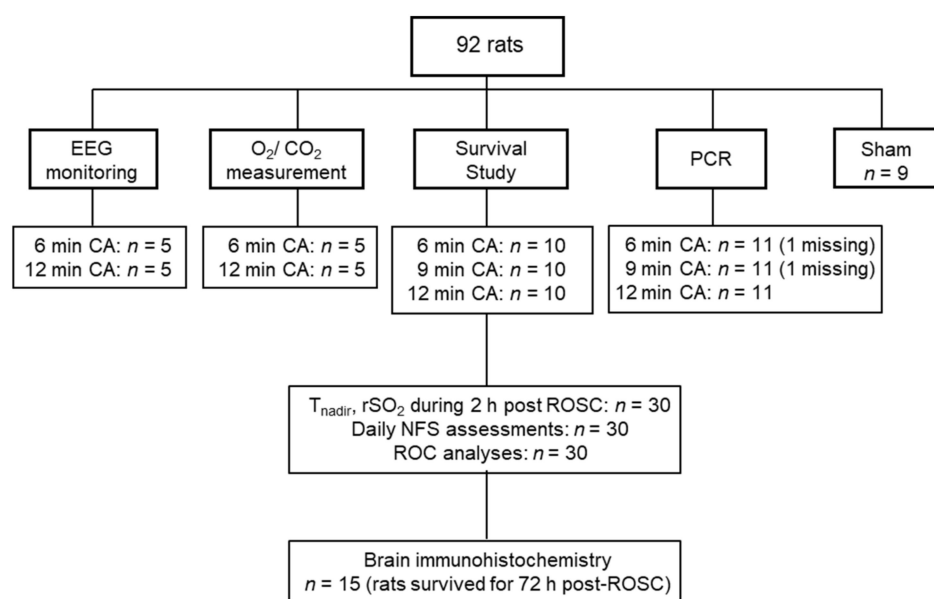 92 rats
EEG
monitoring
O₂/ CO₂
measurement
Survival
Study
PCR
Sham
n = 9
6 min CA: n = 5
12 min CA: n = 5
6 min CA: n = 5
12 min CA: n = 5
6 min CA: n = 10
9 min CA: n = 10
12 min CA: n = 10
6 min CA: n = 11 (1 missing)
9 min CA: n = 11 (1 missing)
12 min CA: n = 11
Tnadir, rSO₂ during 2 h post ROSC: n = 30
Daily NFS assessments: n = 30
ROC analyses: n = 30
Brain immunohistochemistry
n = 15 (rats survived for 72 h post-ROSC)